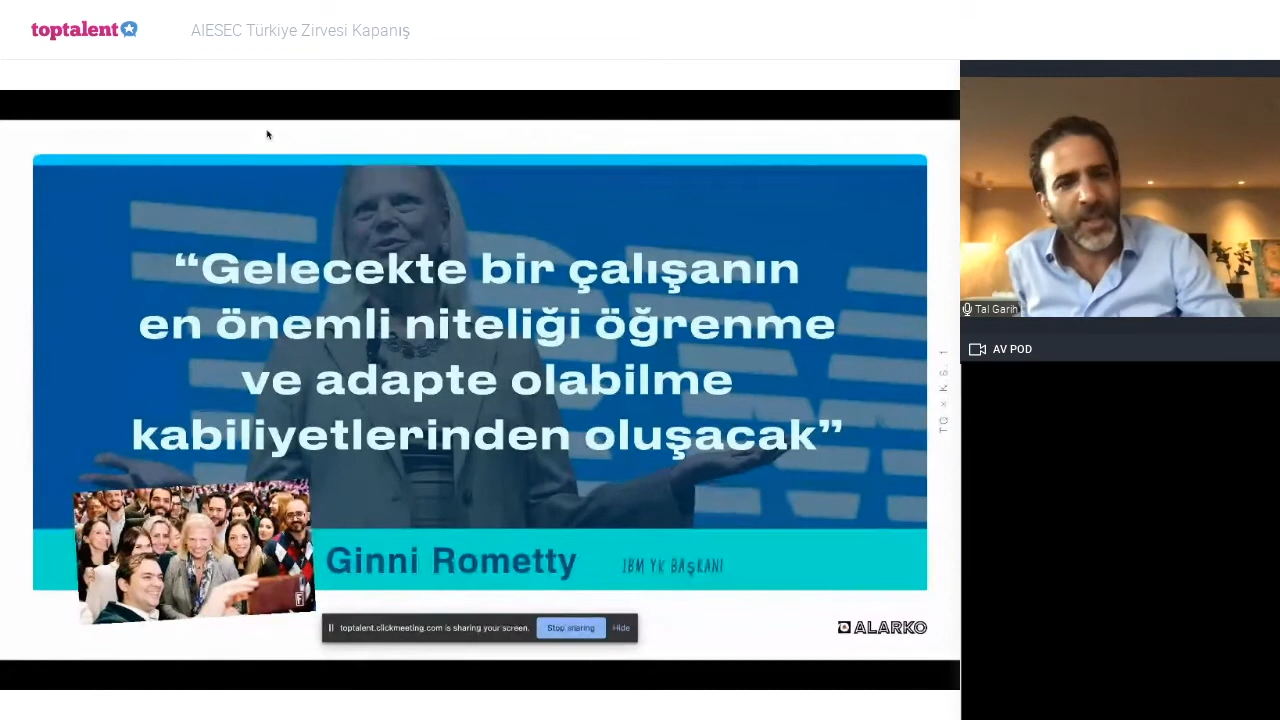 toptalent
AIESEC Türkiye Zirvesi Kapanış
“Gelecekte bir çalışanın
en önemli niteliği öğrenme
ve adapte olabilme
kabiliyetlerinden oluşacak”
Ginni Rometty
IBM YK BAŞKANI
toptalent.clickmeeting.com is sharing your screen.
Stop sharing
Hide
ALARKO
Tal Garih
AV POD